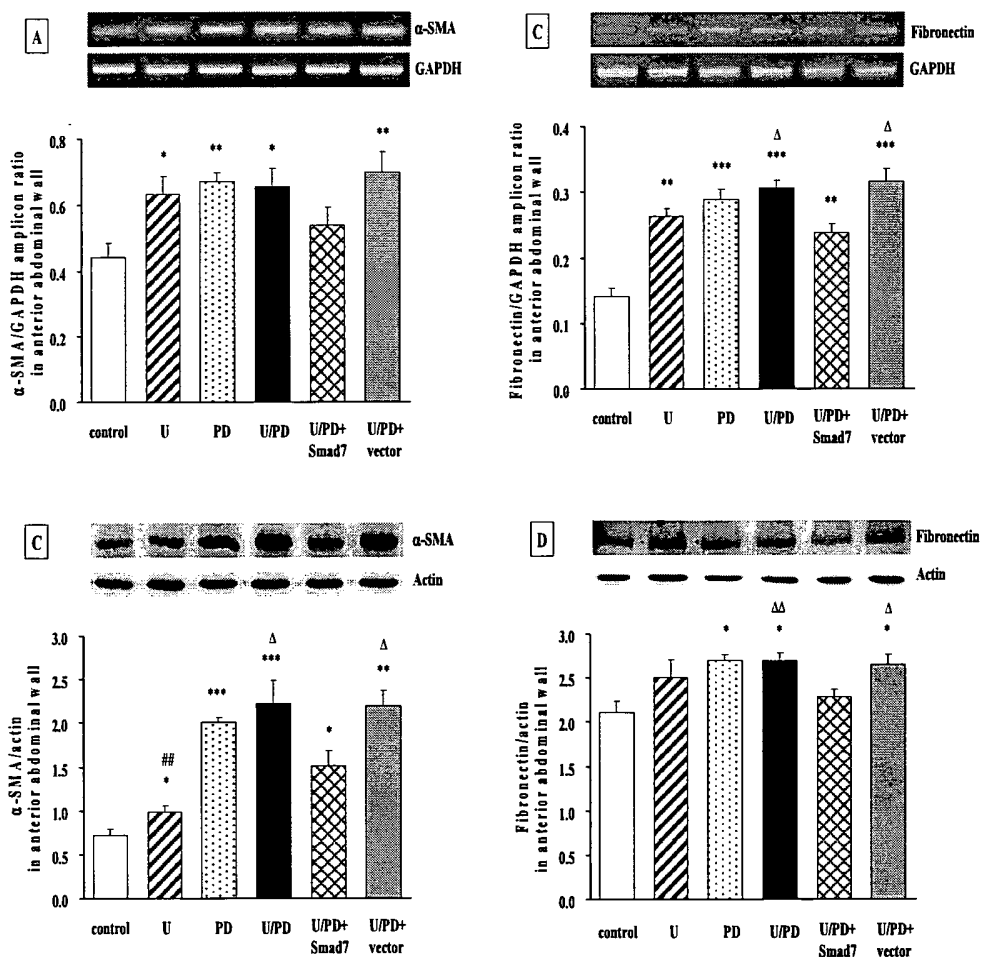 A
α-SMA
GAPDH
α-SMA/GAPDH amplicon ratio
in anterior abdominal wall
0.8
0.6
0.4
0.2
0.0
*
**
*
**
control
U
PD
U/PD
U/PD+
Smad7
U/PD+
vector
C
Fibronectin
GAPDH
Fibronectin/GAPDH amplicon ratio
in anterior abdominal wall
0.4
0.3
0.2
0.1
0.0
**
***
Δ
***
**
Δ
***
control
U
PD
U/PD
U/PD+
Smad7
U/PD+
vector
C
α-SMA
Actin
α-SMA/actin
in anterior abdominal wall
3.0
2.5
2.0
1.5
1.0
0.5
0.0
##
*
***
Δ
***
*
Δ
**
control
U
PD
U/PD
U/PD+
Smad7
U/PD+
vector
D
Fibronectin
Actin
Fibronectin/actin
in anterior abdominal wall
3.0
2.5
2.0
1.5
1.0
0.5
0.0
*
ΔΔ
*
Δ
*
control
U
PD
U/PD
U/PD+
Smad7
U/PD+
vector